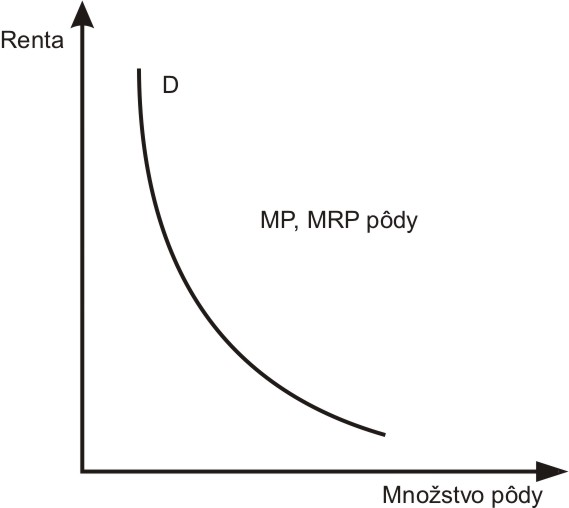 Renta
D
MP, MRP pôdy
Množstvo pôdy